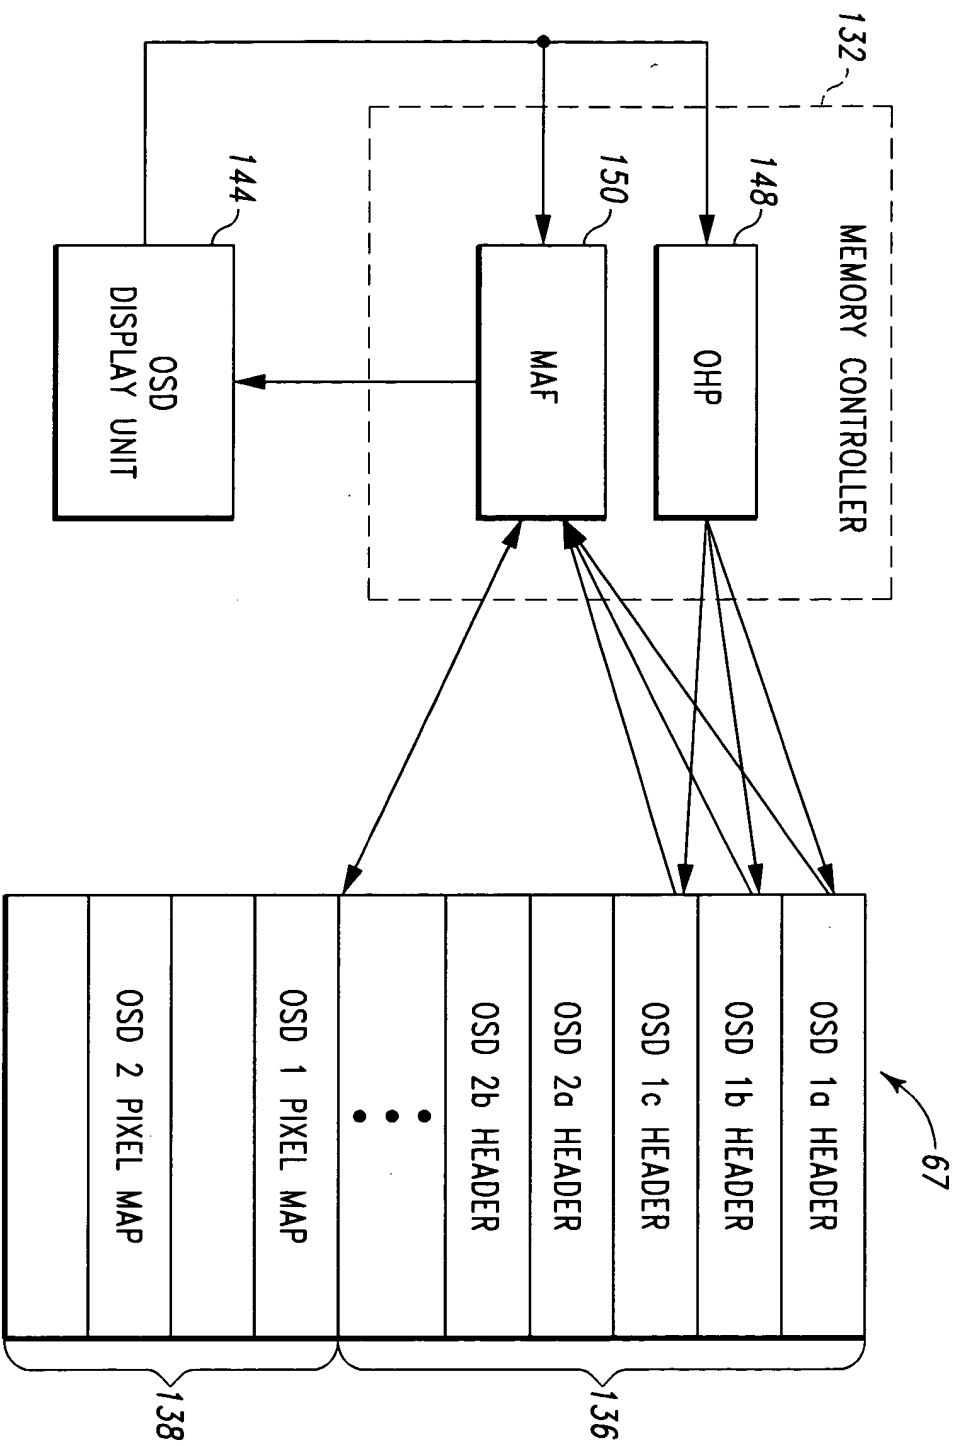 132
MEMORY CONTROLLER
148
OHP
150
MAF
144
OSD
DISPLAY UNIT
67
OSD 1a HEADER
OSD 1b HEADER
OSD 1c HEADER
OSD 2a HEADER
OSD 2b HEADER
OSD 1 PIXEL MAP
OSD 2 PIXEL MAP
136
138